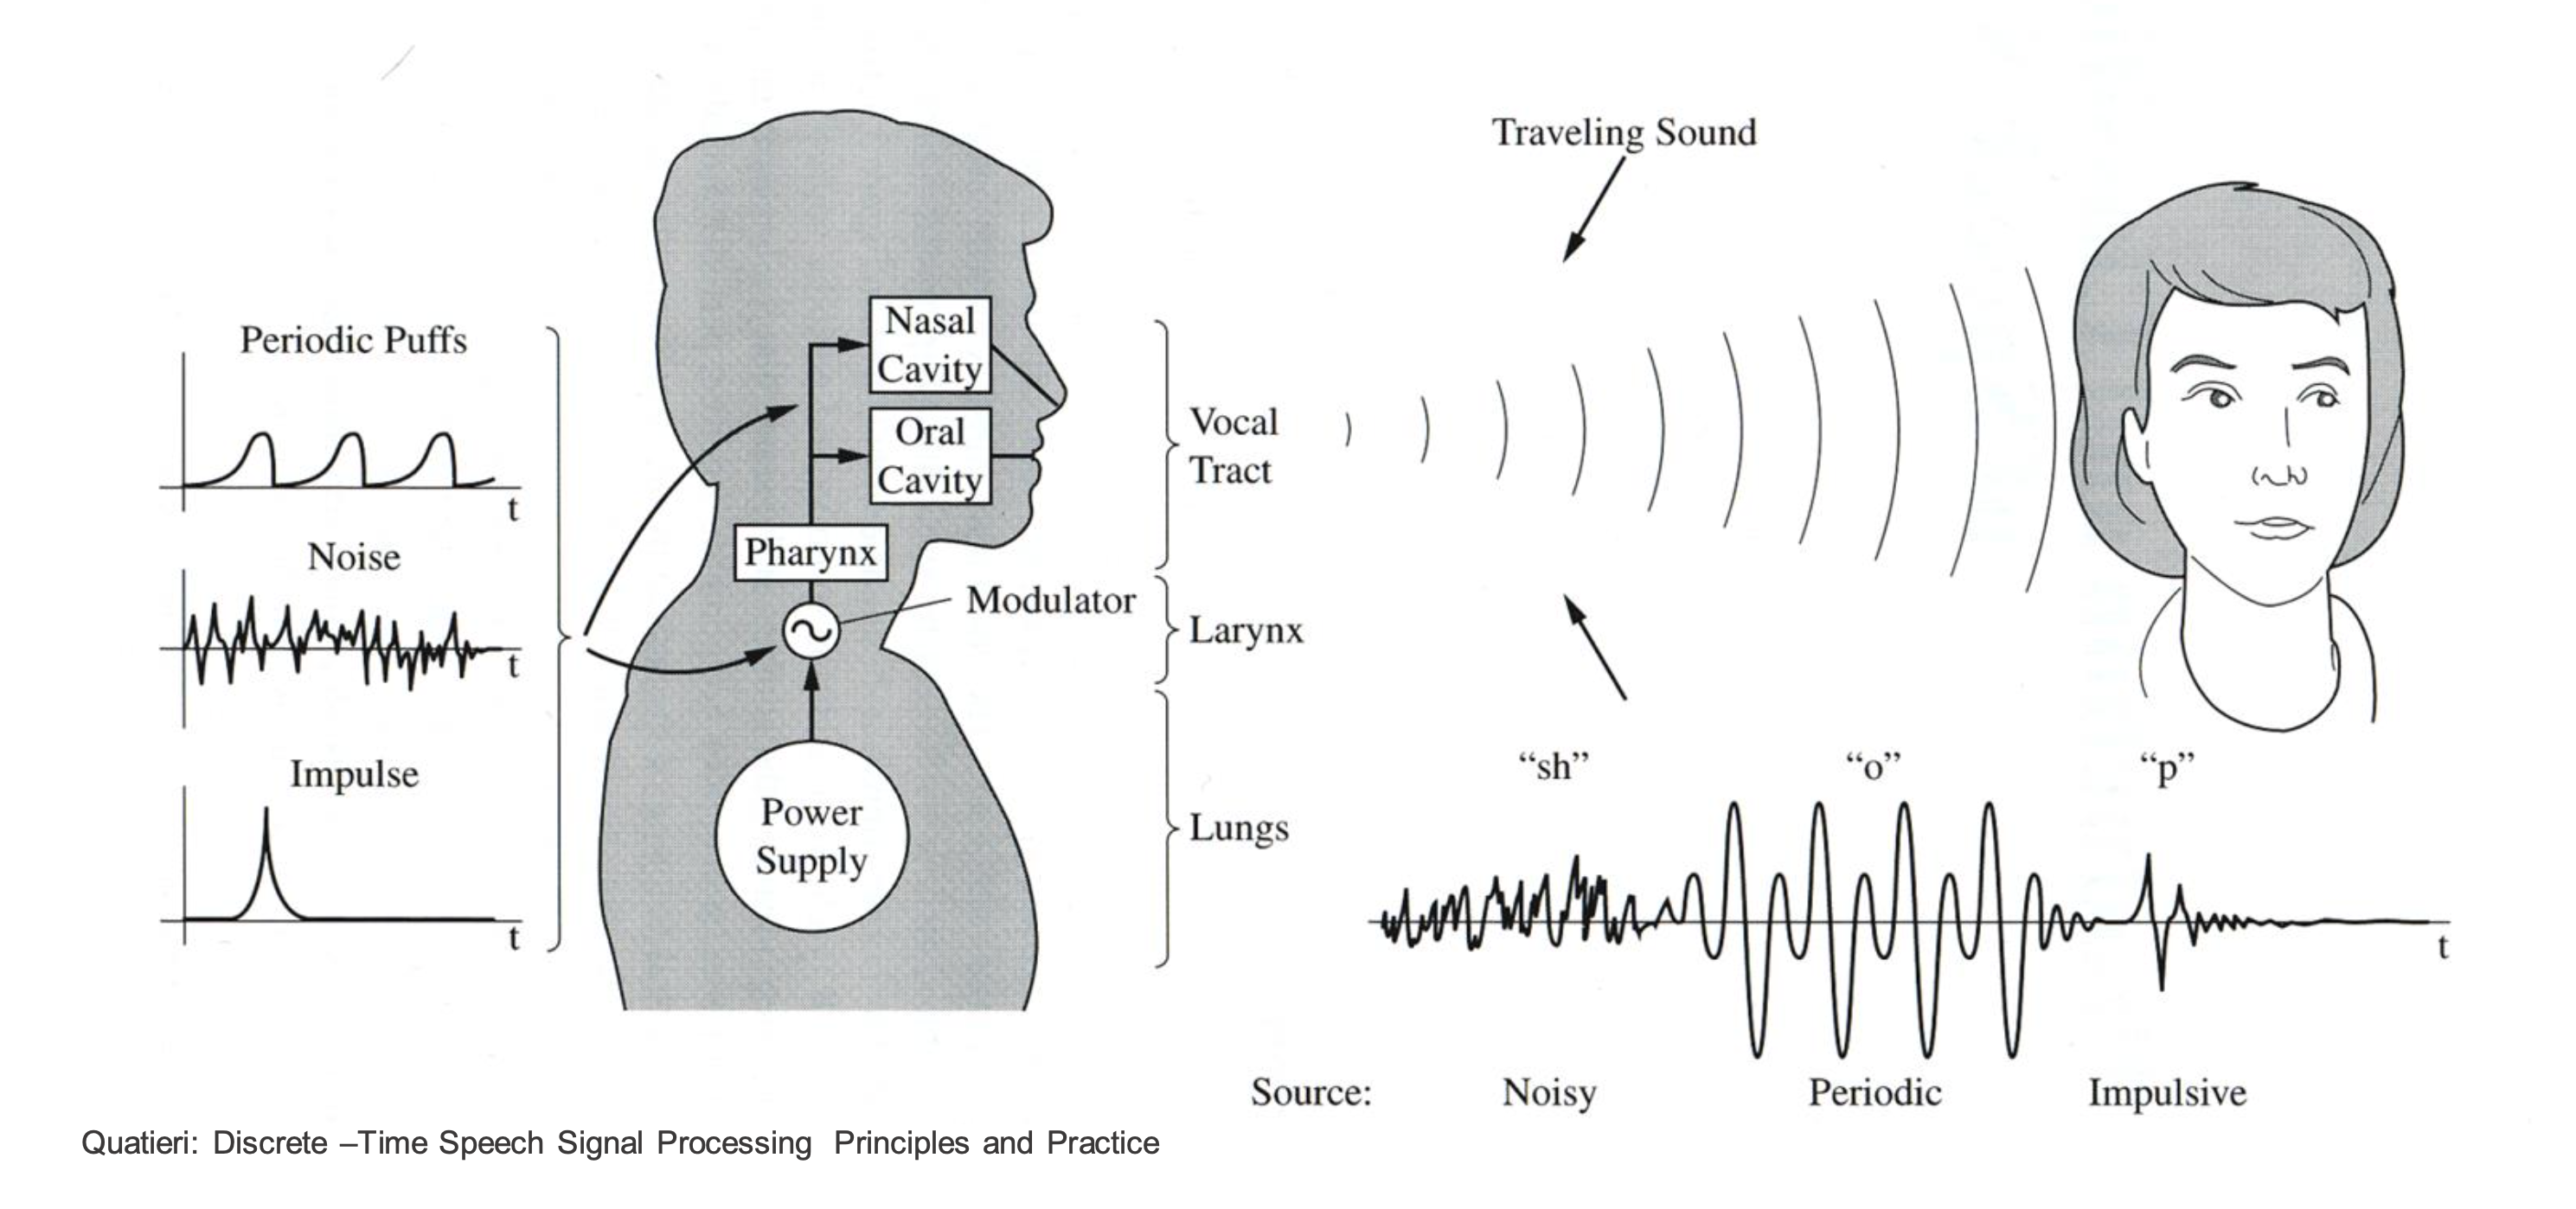 Traveling Sound
Periodic Puffs
t
Noise
t
Impulse
t
Nasal
Cavity
Oral
Cavity
Pharynx
Modulator
Power
Supply
Vocal
Tract
Larynx
Lungs
“sh” “o” “p”
t
Source: Noisy Periodic Impulsive
Quatieri: Discrete –Time Speech Signal Processing Principles and Practice